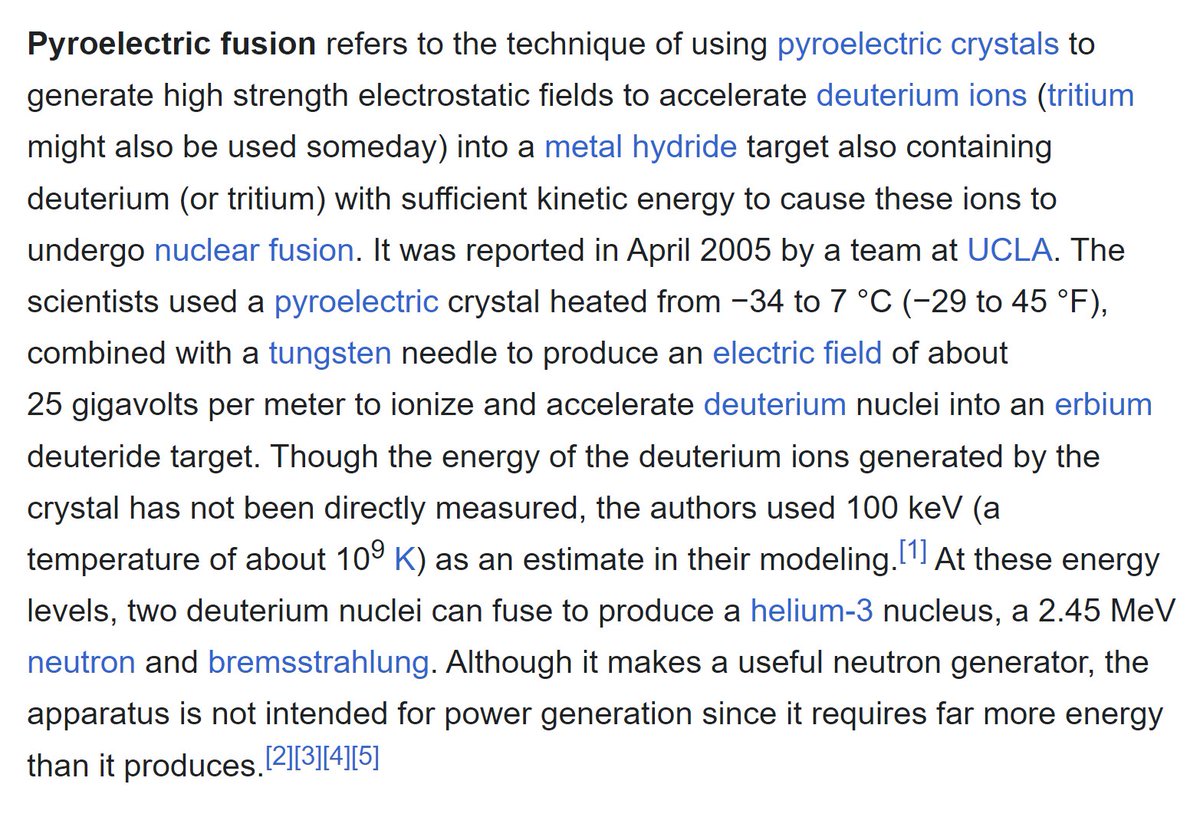 Pyroelectric fusion refers to the technique of using pyroelectric crystals to
generate high strength electrostatic fields to accelerate deuterium ions (tritium
might also be used someday) into a metal hydride target also containing
deuterium (or tritium) with sufficient kinetic energy to cause these ions to
undergo nuclear fusion. It was reported in April 2005 by a team at UCLA. The
scientists used a pyroelectric crystal heated from −34 to 7 °C (−29 to 45 °F),
combined with a tungsten needle to produce an electric field of about
25 gigavolts per meter to ionize and accelerate deuterium nuclei into an erbium
deuteride target. Though the energy of the deuterium ions generated by the
crystal has not been directly measured, the authors used 100 keV (a
temperature of about 10⁹ K) as an estimate in their modeling.[1] At these energy
levels, two deuterium nuclei can fuse to produce a helium-3 nucleus, a 2.45 MeV
neutron and bremsstrahlung. Although it makes a useful neutron generator, the
apparatus is not intended for power generation since it requires far more energy
than it produces.[2][3][4][5]